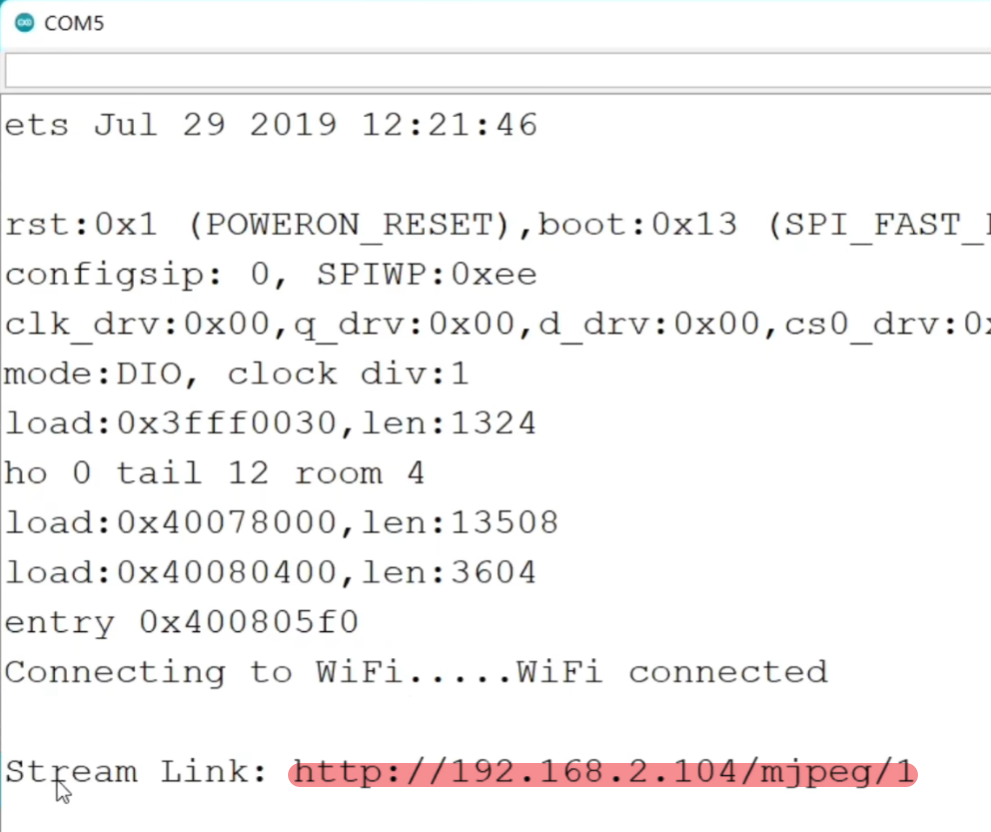 COM5
ets Jul 29 2019 12:21:46
rst:0x1 (POWERON_RESET),boot:0x13 (SPI_FAST_
configsip: 0, SPIWP:0xee
clk_drv:0x00,q_drv:0x00,d_drv:0x00,cs0_drv:0x
mode:DIO, clock div:1
load:0x3fff0030,len:1324
ho 0 tail 12 room 4
load:0x40078000,len:13508
load:0x40080400,len:3604
entry 0x400805f0
Connecting to WiFi.....WiFi connected
Stream Link: http://192.168.2.104/mjpeg/1